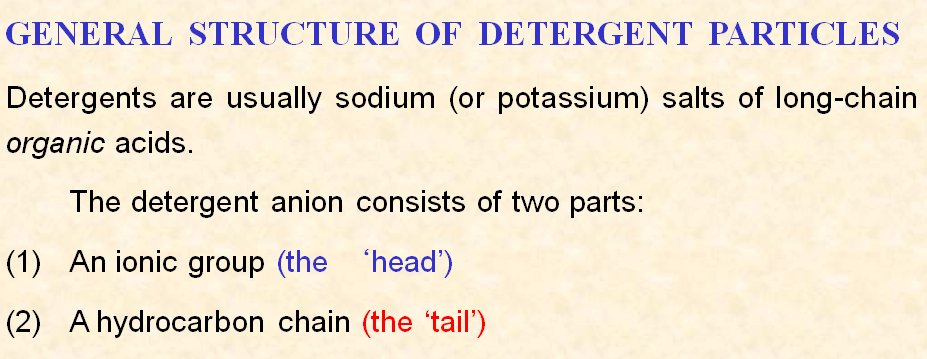 GENERAL STRUCTURE OF DETERGENT PARTICLES
Detergents are usually sodium (or potassium) salts of long-chain
organic acids.
The detergent anion consists of two parts:
(1) An ionic group (the ‘head’)
(2) A hydrocarbon chain (the ‘tail’)